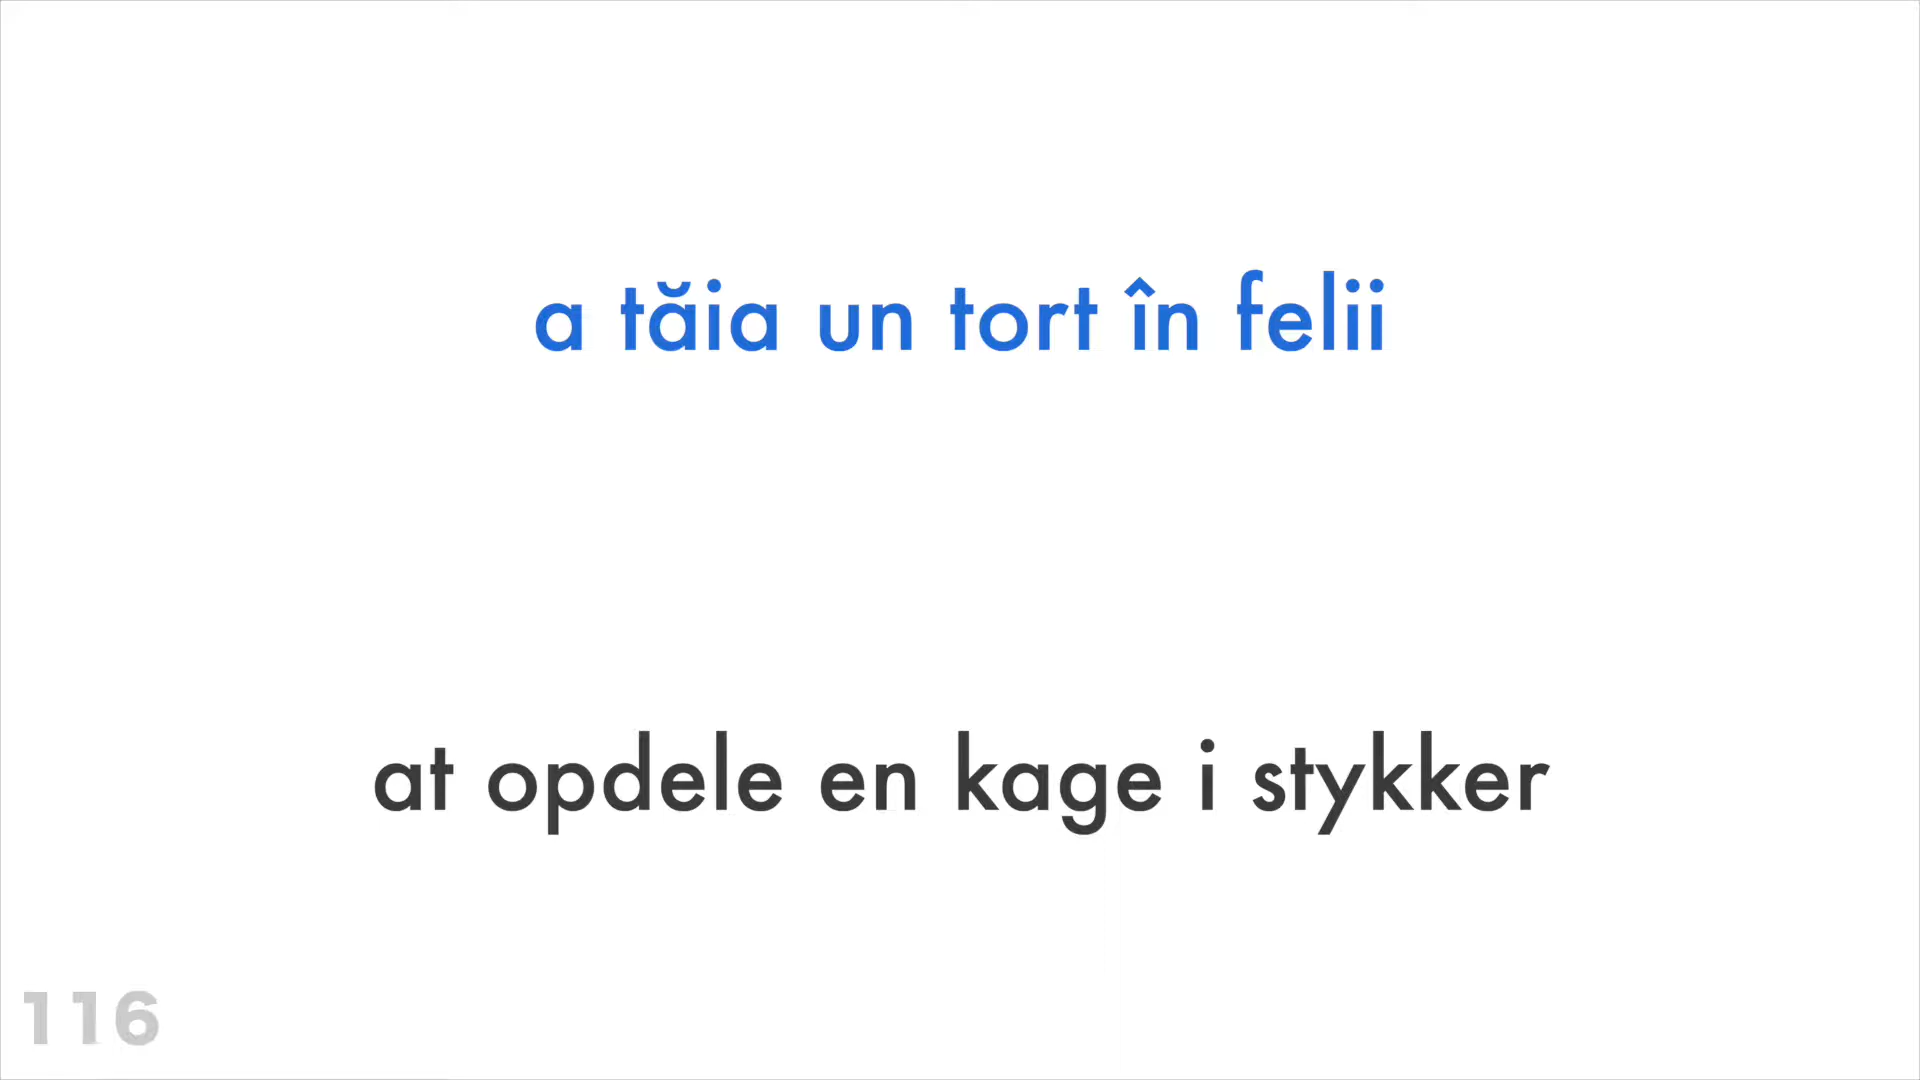 a tăia un tort în felii
at opdele en kage i stykker
116